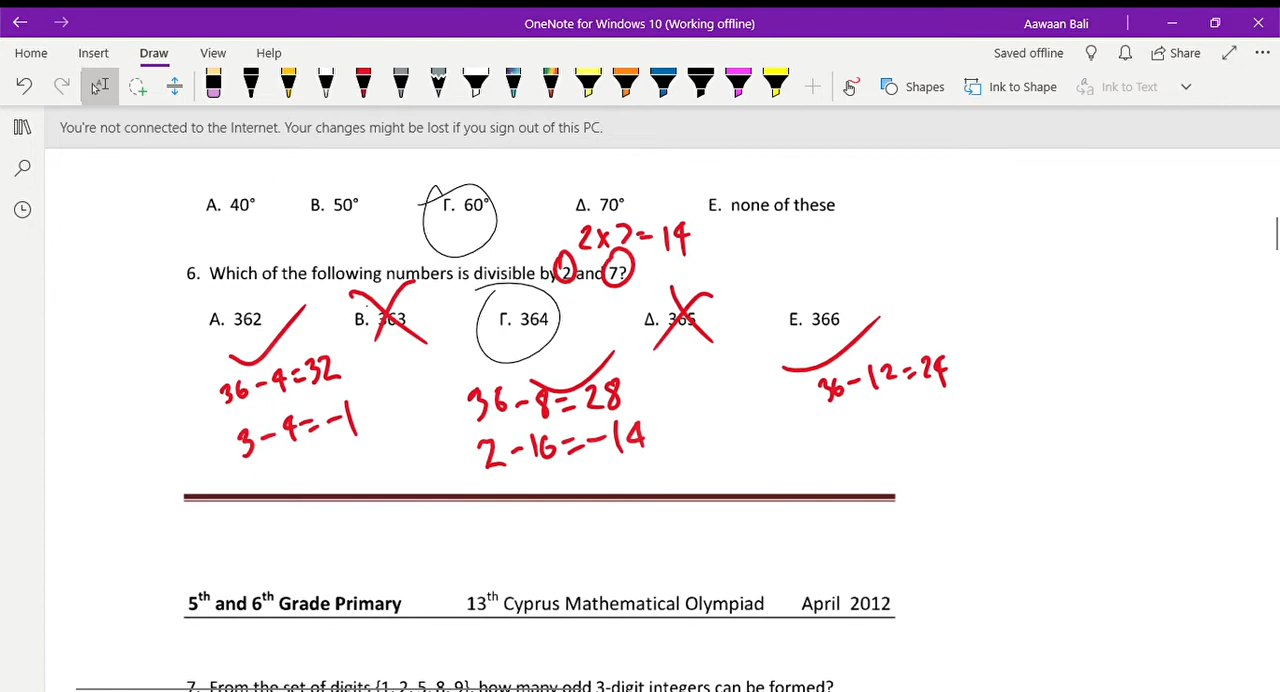 OneNote for Windows 10 (Working offline)
Aawaan Bali
Home Insert Draw View Help
Saved offline Share
Shapes Ink to Shape Ink to Text
You're not connected to the Internet. Your changes might be lost if you sign out of this PC.
A. 40° B. 50° Γ. 60° Δ. 70° E. none of these
2×7=14
6. Which of the following numbers is divisible by 2 and 7?
A. 362 B. 363 Γ. 364 Δ. 365 E. 366
36-4=32 36-8=28 36-12=24
3-4=-1 2-16=-14
5th and 6th Grade Primary 13th Cyprus Mathematical Olympiad April 2012
7. From the set of digits {1, 2, 5, 8, 9}, how many odd 3-digit integers can be formed?